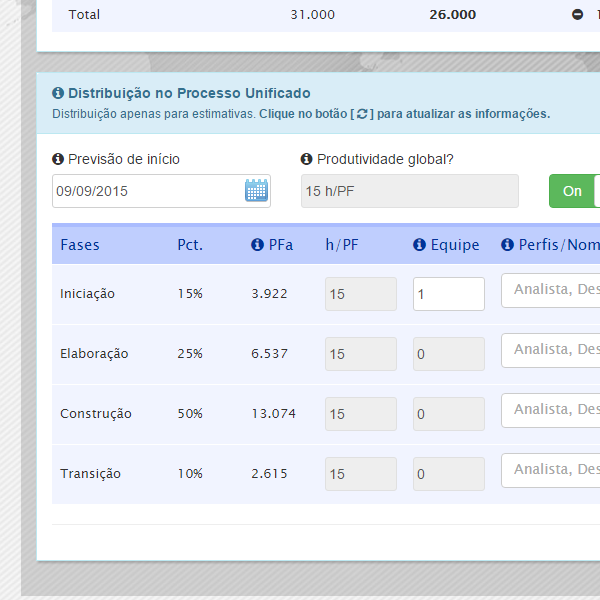 Total 31.000 26.000
Distribuição no Processo Unificado
Distribuição apenas para estimativas. Clique no botão [ ] para atualizar as informações.
Previsão de início Produtividade global?
09/09/2015 15 h/PF On
Fases Pct. PFa h/PF Equipe Perfis/Nom
Iniciação 15% 3.922 15 1 Analista, Des
Elaboração 25% 6.537 15 0 Analista, Des
Construção 50% 13.074 15 0 Analista, Des
Transição 10% 2.615 15 0 Analista, Des